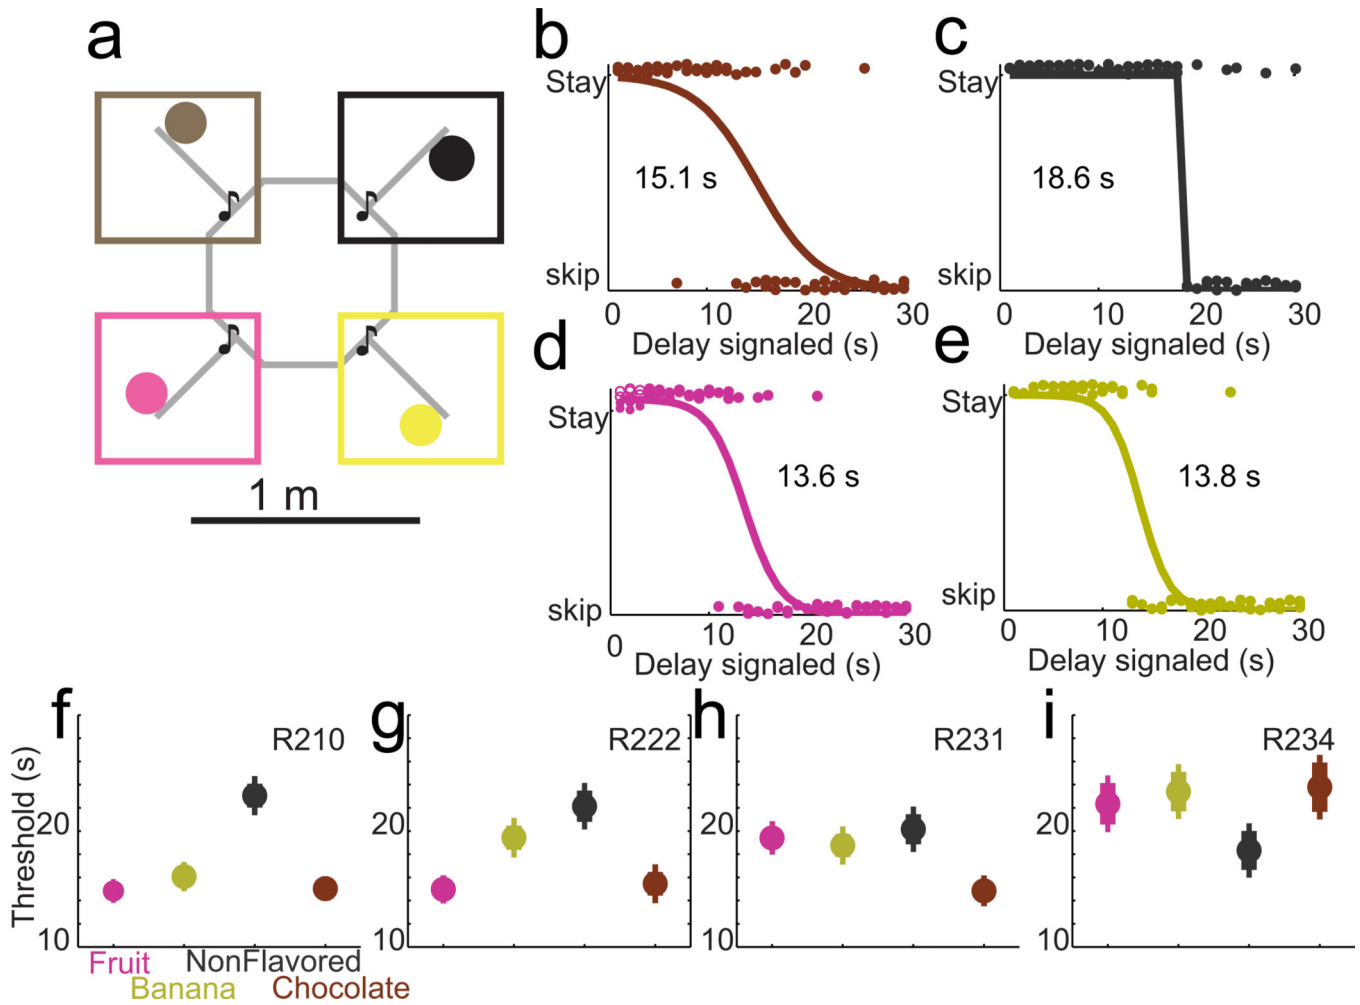 a
1 m
b
Stay
15.1 s
skip
0 10 20 30
Delay signaled (s)
c
18.6 s
0 10 20 30
Delay signaled (s)
d
Stay
13.6 s
skip
0 10 20 30
Delay signaled (s)
e
Stay
13.8 s
skip
0 10 20 30
Delay signaled (s)
f
R210
Threshold (s)
20
10
Fruit
Banana
NonFlavored
Chocolate
g
R222
20
10
h
R231
20
10
i
R234
20
10